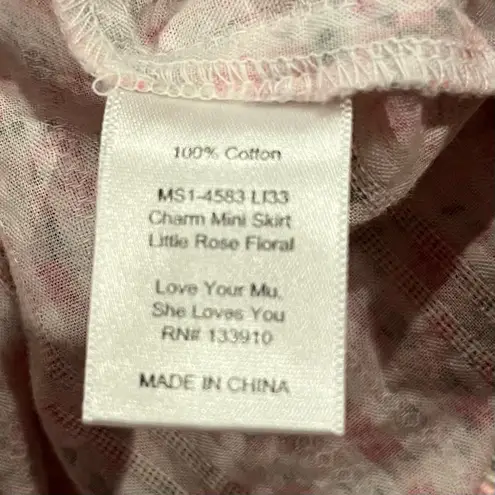 100% Cotton
MS1-4583 LI33
Charm Mini Skirt
Little Rose Floral
Love Your Mu,
She Loves You
RN# 133910
MADE IN CHINA